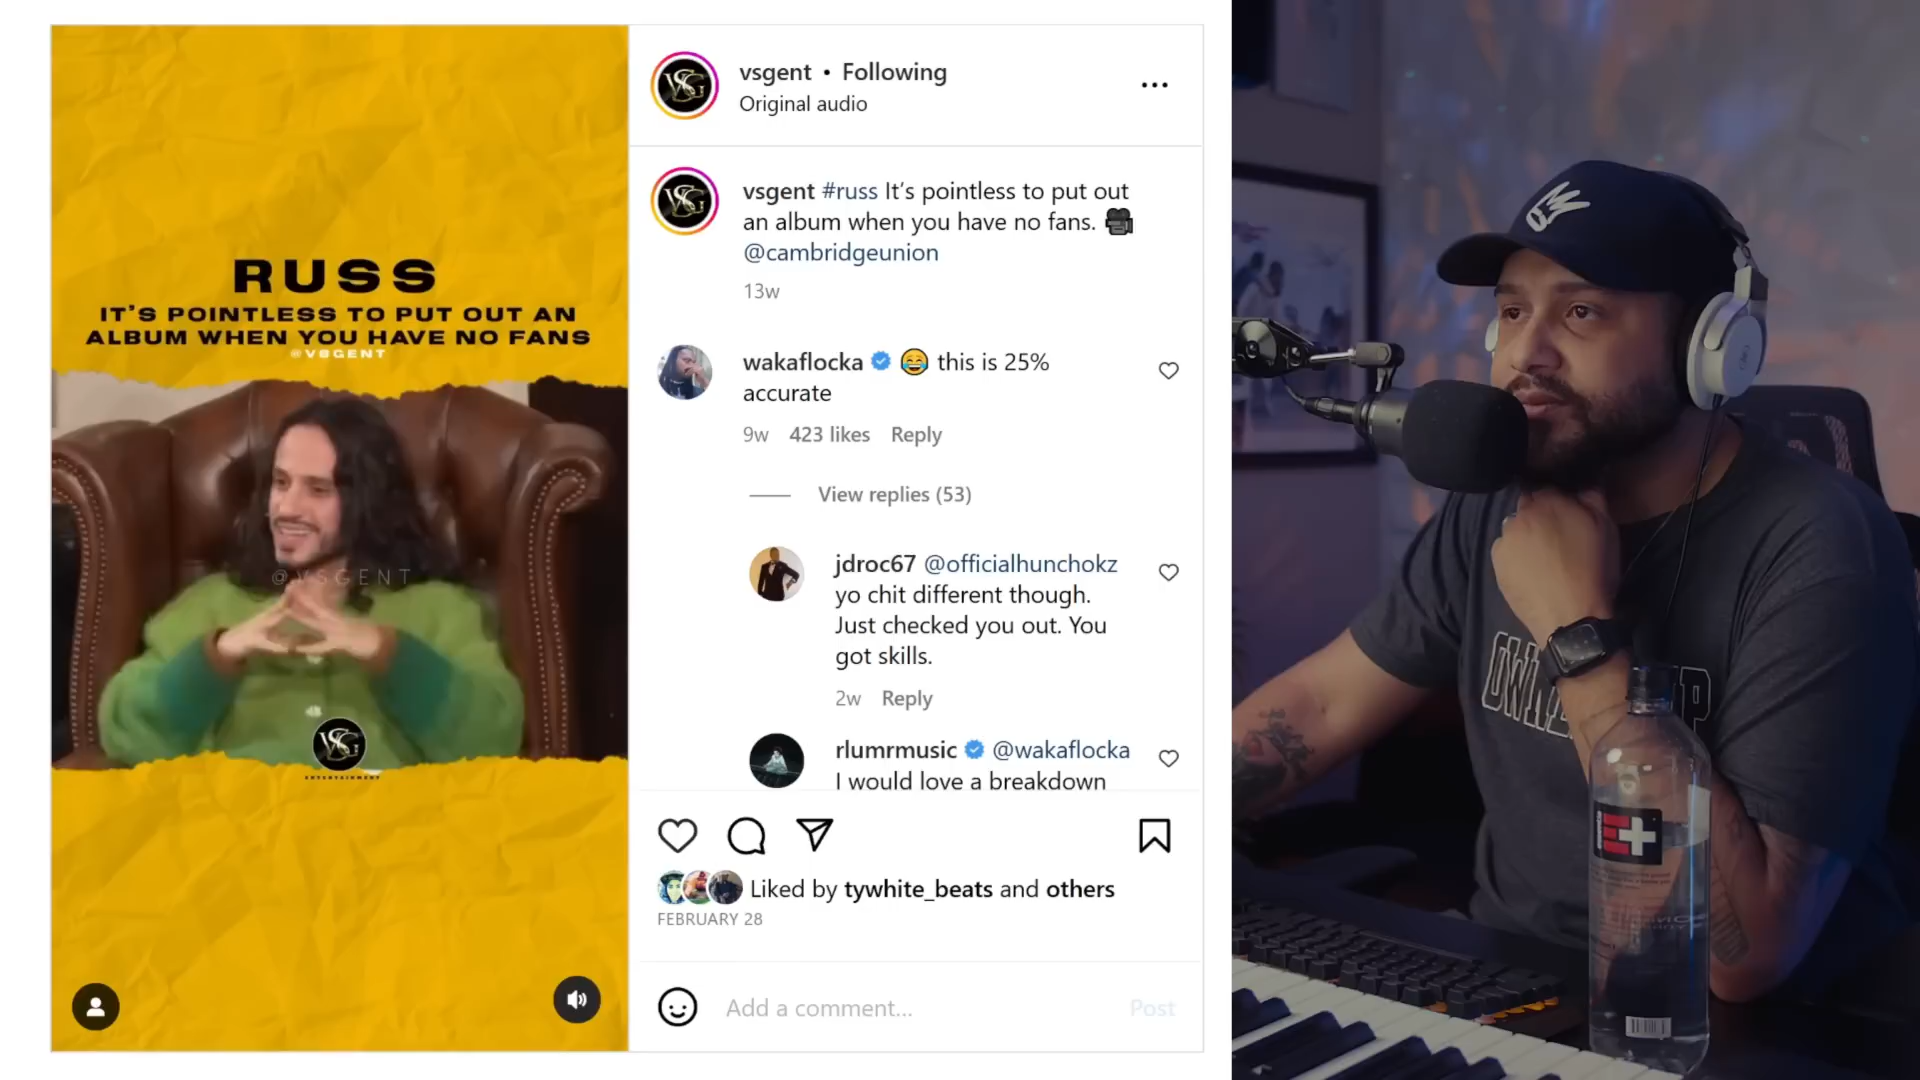 RUSS
IT'S POINTLESS TO PUT OUT AN
ALBUM WHEN YOU HAVE NO FANS
@VSGENT
@VSGENT
VSG
ENTERTAINMENT
vsgent • Following
Original audio
vsgent #russ It's pointless to put out
an album when you have no fans. 🎥
@cambridgeunion
13w
wakaflocka 😂 this is 25%
accurate
9w 423 likes Reply
View replies (53)
jdroc67 @officialhunchokz
yo chit different though.
Just checked you out. You
got skills.
2w Reply
rlumrmusic @wakaflocka
I would love a breakdown
Liked by tywhite_beats and others
FEBRUARY 28
Add a comment...
Post